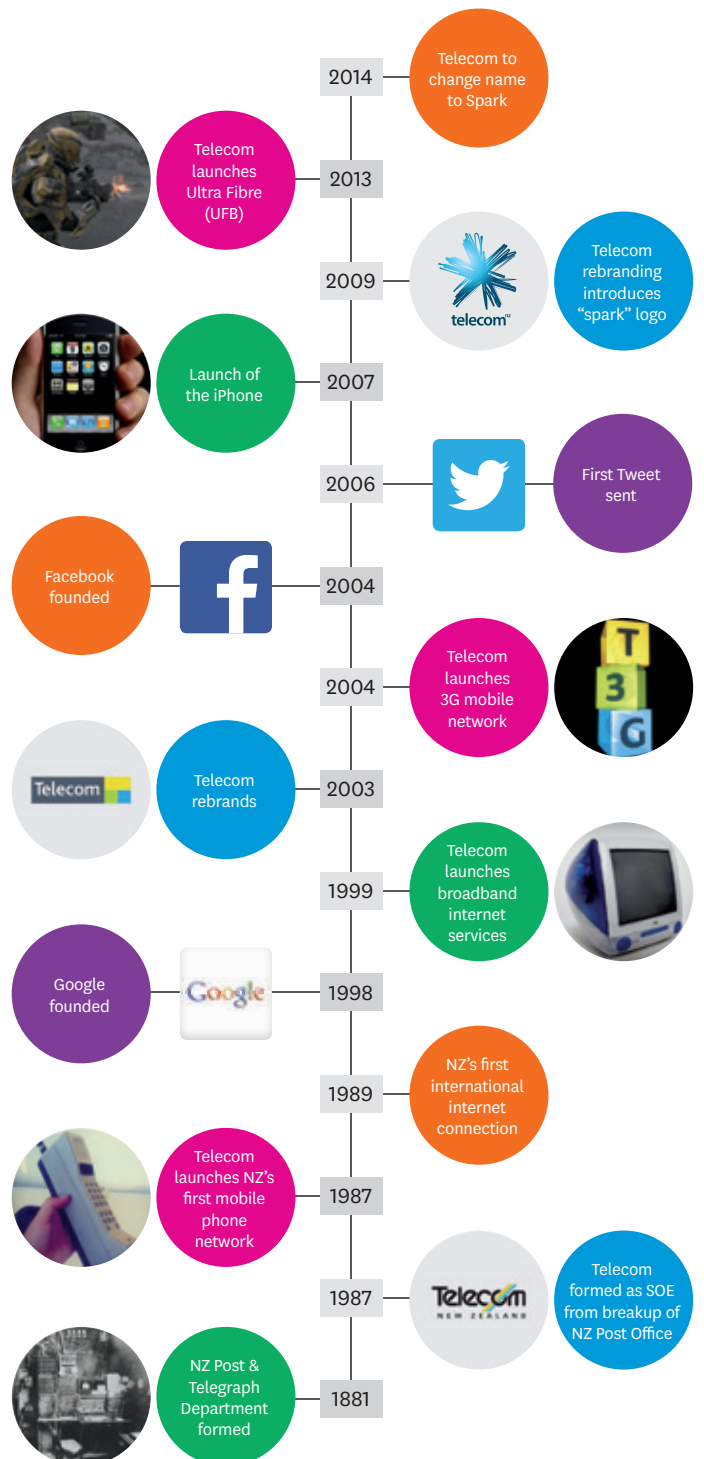 2014
Telecom to
change name
to Spark
Telecom
launches
Ultra Fibre
(UFB)
2013
2009
telecom nz
Telecom
rebranding
introduces
“spark” logo
Launch of
the iPhone
2007
2006
First Tweet
sent
Facebook
founded
f
2004
2004
Telecom
launches
3G mobile
network
T
3
G
Telecom
Telecom
rebrands
2003
1999
Telecom
launches
broadband
internet
services
Google
founded
Google
1998
1989
NZ’s first
international
internet
connection
Telecom
launches NZ’s
first mobile
phone
network
1987
1987
Telecom
NEW ZEALAND
Telecom
formed as SOE
from breakup of
NZ Post Office
NZ Post &
Telegraph
Department
formed
1881